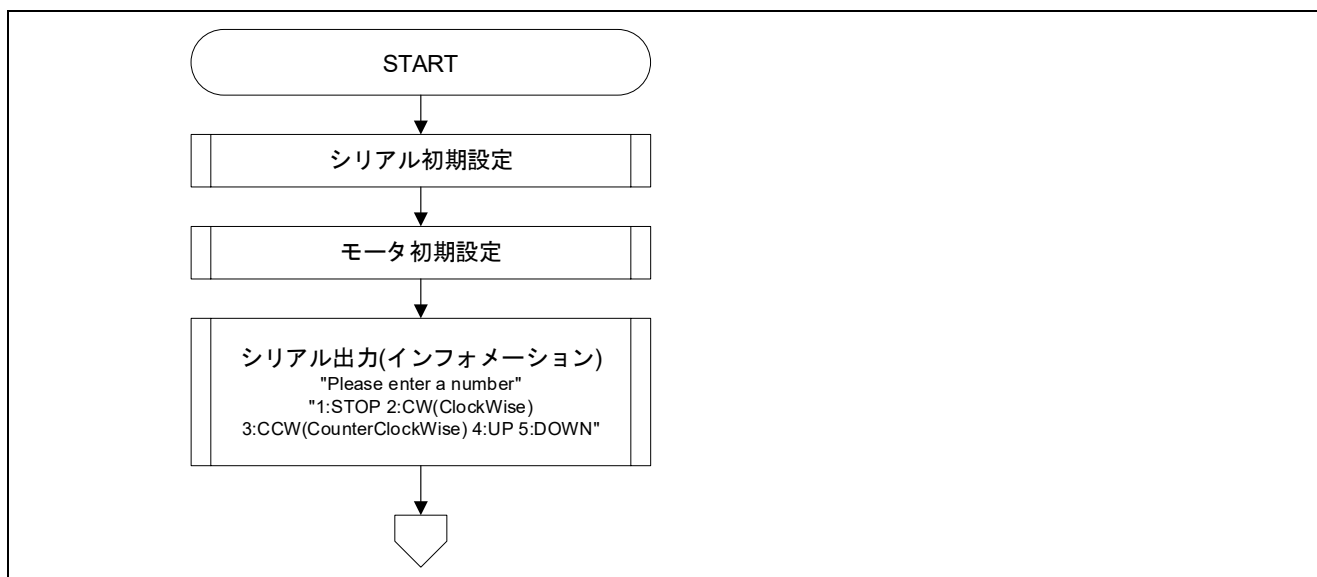 START
シリアル初期設定
モータ初期設定
シリアル出力(インフォメーション)
"Please enter a number"
"1:STOP 2:CW(ClockWise)
3:CCW(CounterClockWise) 4:UP 5:DOWN"